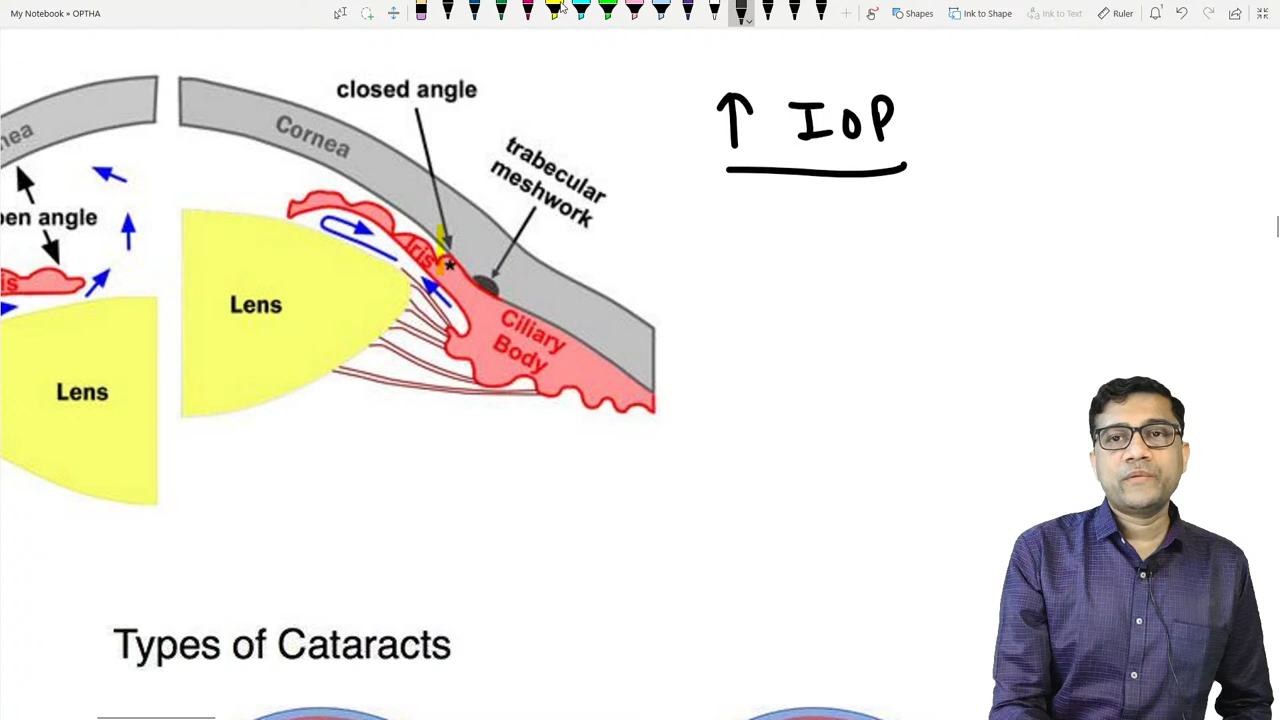 My Notebook » OPTHA
Shapes
Ink to Shape
Ink to Text
Ruler
closed angle
↑ IOP
Cornea
trabecular
meshwork
nea
pen angle
Iris
is
Lens
Ciliary
Body
Lens
Types of Cataracts